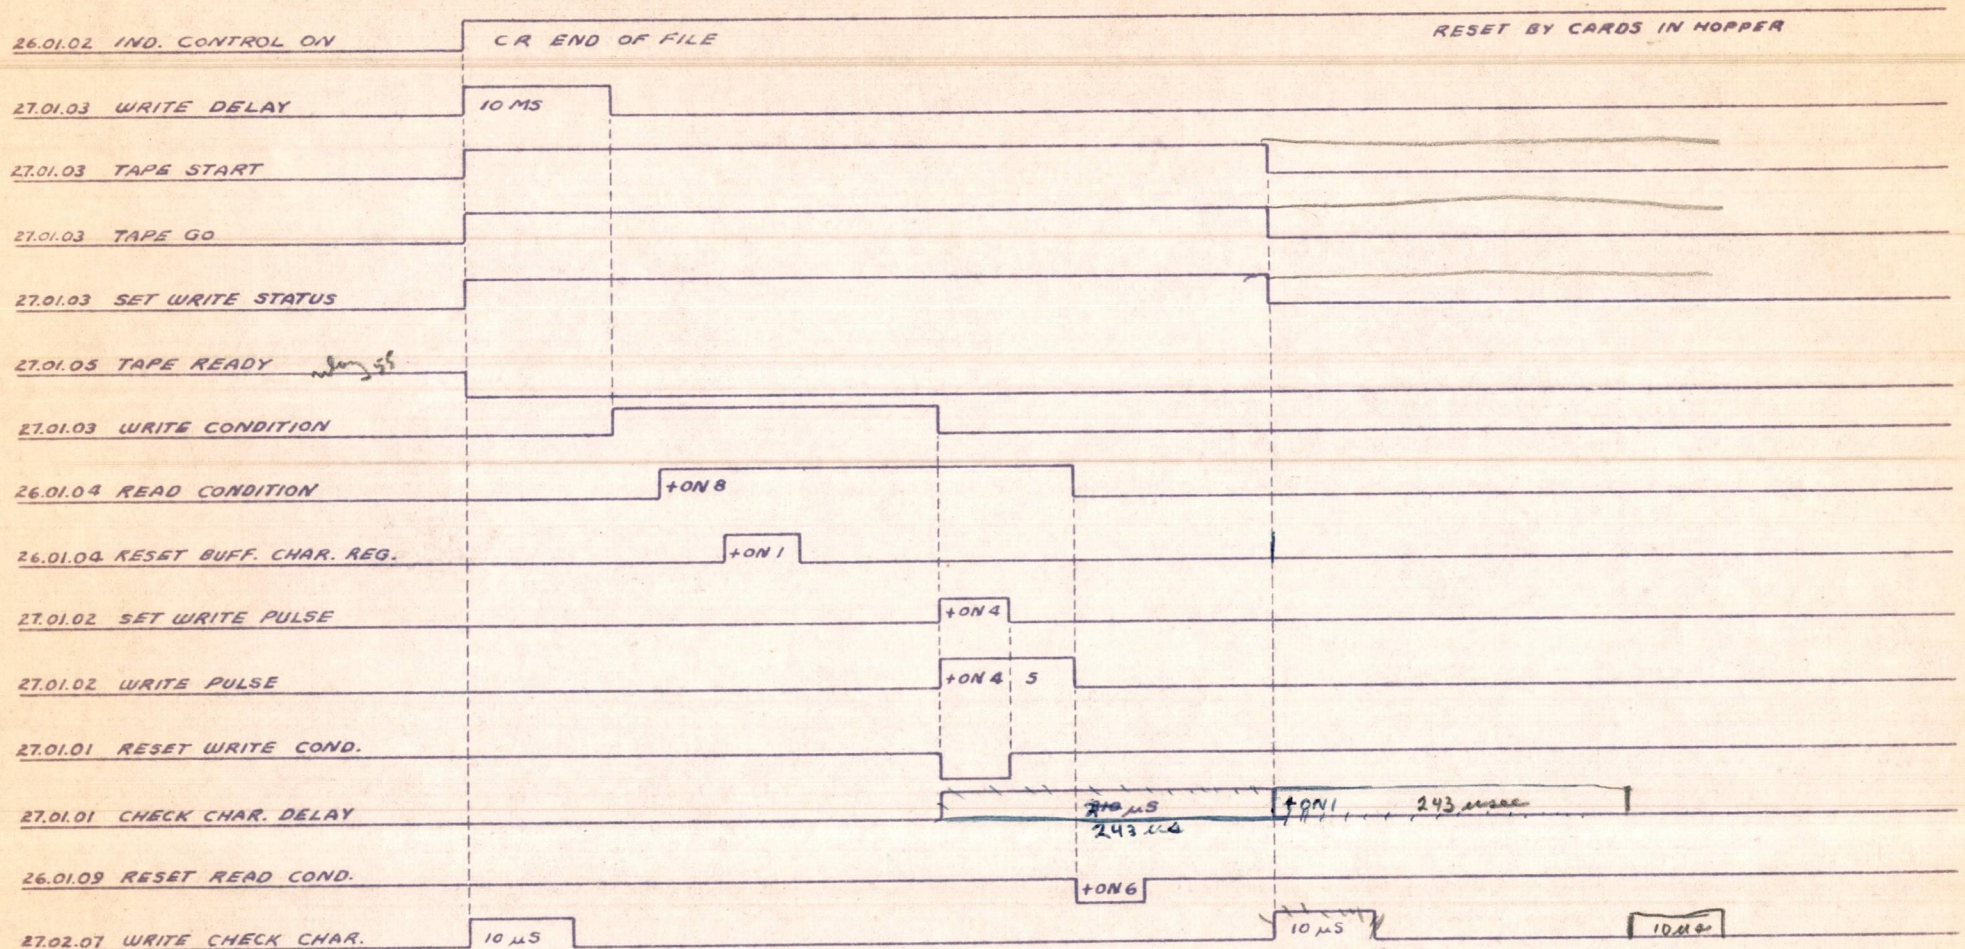 26.01.02 IND. CONTROL ON CR END OF FILE RESET BY CARDS IN HOPPER
27.01.03 WRITE DELAY 10 MS
27.01.03 TAPE START
27.01.03 TAPE GO
27.01.03 SET WRITE STATUS
27.01.05 TAPE READY
27.01.03 WRITE CONDITION
26.01.04 READ CONDITION +ON 8
26.01.04 RESET BUFF. CHAR. REG. +ON 1
27.01.02 SET WRITE PULSE +ON 4
27.01.02 WRITE PULSE +ON 4 5
27.01.01 RESET WRITE COND.
27.01.01 CHECK CHAR. DELAY µS +ON 1 243 usec
243 us
26.01.09 RESET READ COND. +ON 6
27.02.07 WRITE CHECK CHAR. 10 µS 10 µS 10 us